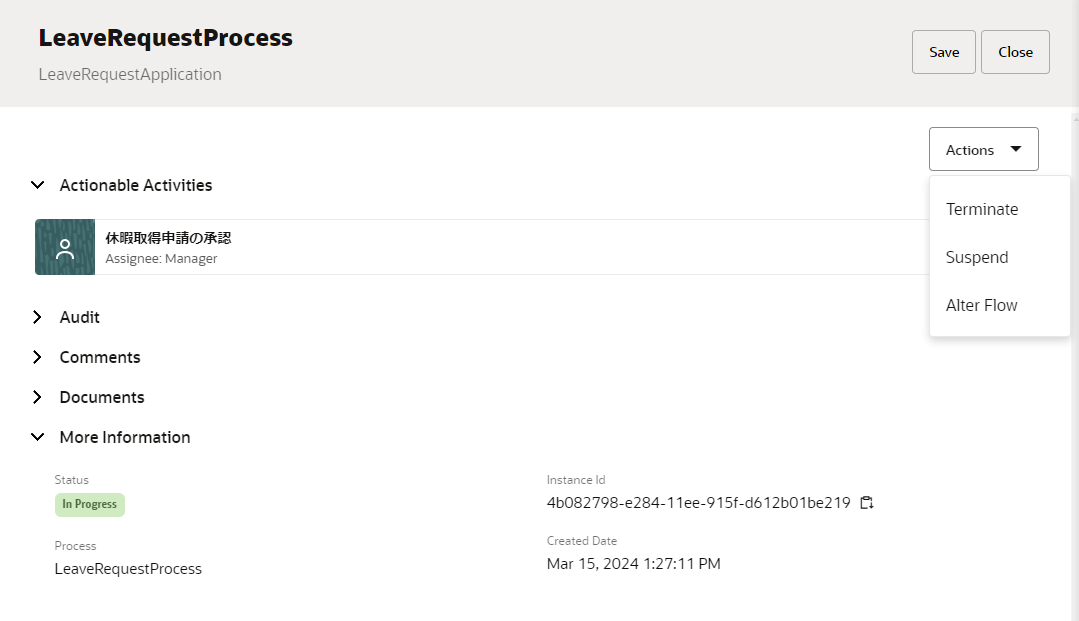 LeaveRequestProcess
LeaveRequestApplication
Save
Close
Actions
Terminate
Suspend
Alter Flow
Actionable Activities
休暇取得申請の承認
Assignee: Manager
Audit
Comments
Documents
More Information
Status
In Progress
Instance Id
4b082798-e284-11ee-915f-d612b01be219
Process
LeaveRequestProcess
Created Date
Mar 15, 2024 1:27:11 PM